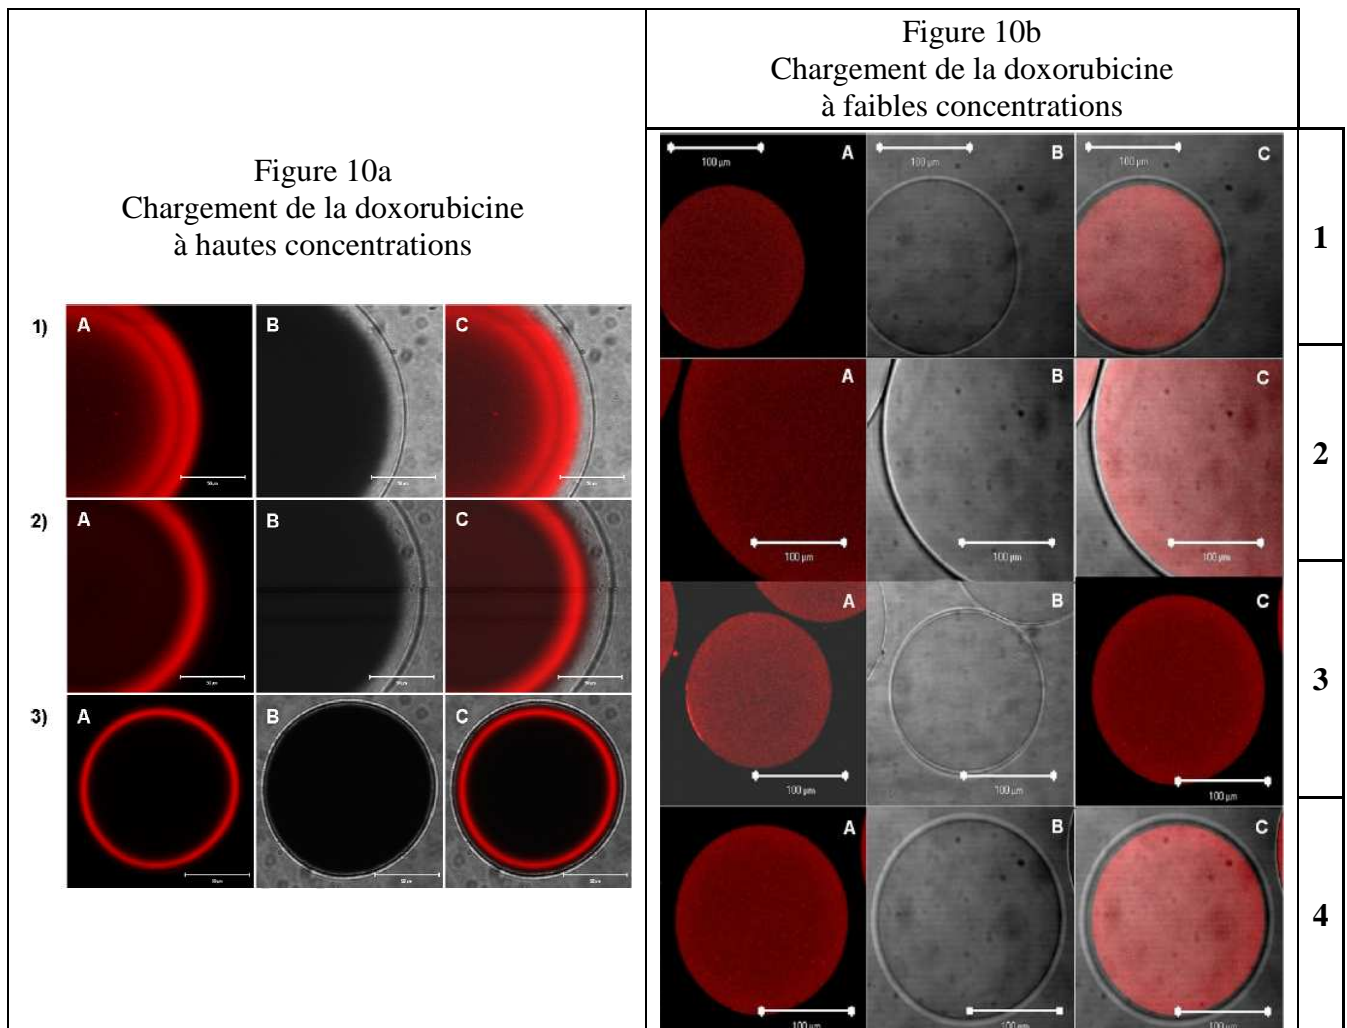 Figure 10a
Chargement de la doxorubicine
à hautes concentrations
1)
A
B
C
2)
A
B
C
3)
A
B
C
Figure 10b
Chargement de la doxorubicine
à faibles concentrations
A
B
C
100 µm
100 µm
100 µm
1
A
B
C
100 µm
100 µm
100 µm
2
A
B
C
100 µm
100 µm
100 µm
3
A
B
C
100 µm
100 µm
4